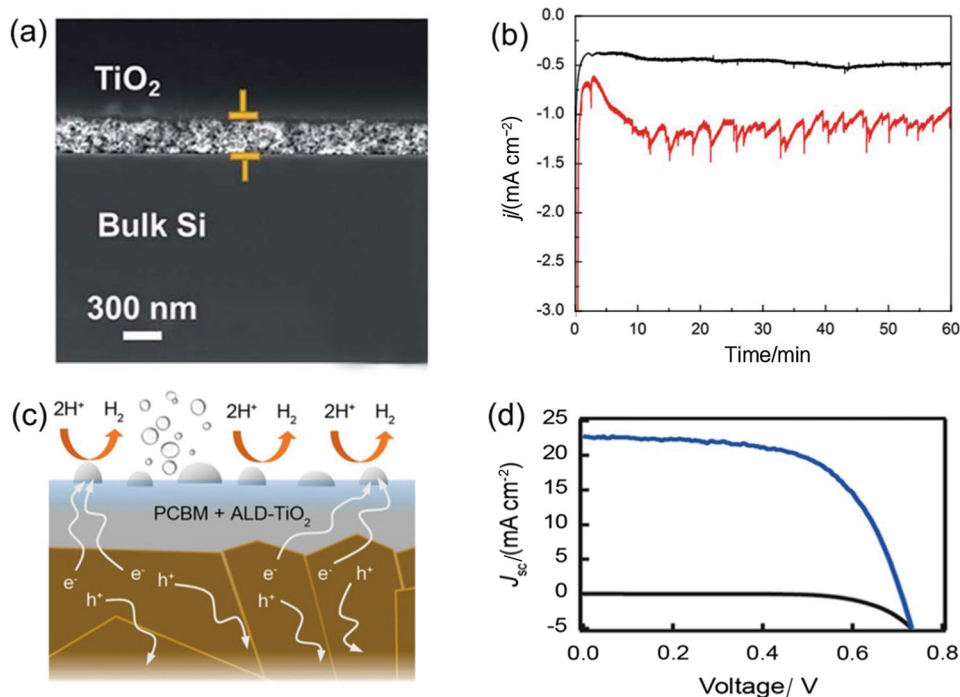 (a)
TiO₂
Bulk Si
300 nm
(b)
0.0
-0.5
-1.0
-1.5
-2.0
-2.5
-3.0
j/(mA cm⁻²)
0 10 20 30 40 50 60
Time/min
(c)
2H⁺ H₂ 2H⁺ H₂ 2H⁺ H₂
PCBM + ALD-TiO₂
e⁻ e⁻ h⁺ e⁻ e⁻
h⁺ h⁺ h⁺
(d)
25
20
15
10
5
0
-5
J_sc/(mA cm⁻²)
0.0 0.2 0.4 0.6 0.8
Voltage/ V